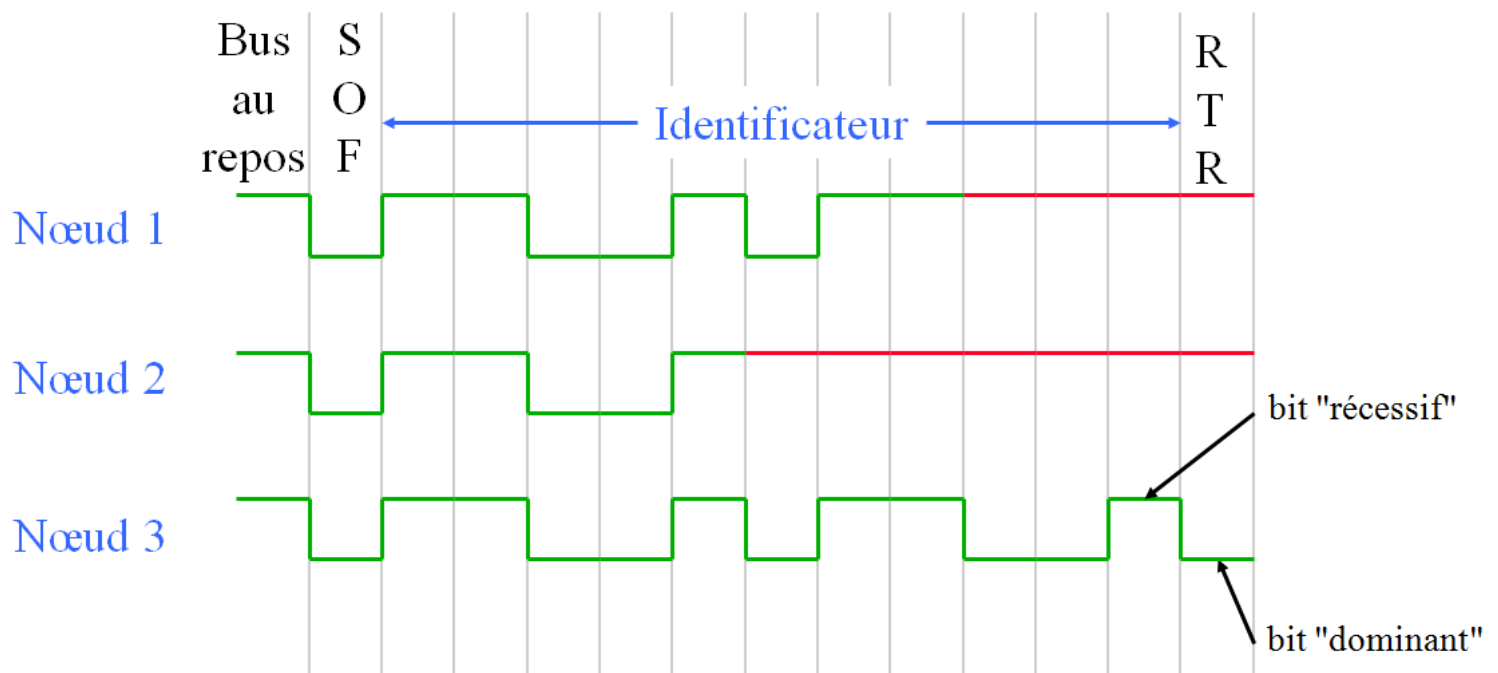 Bus
au
repos
S
O
F
Identificateur
R
T
R
Nœud 1
Nœud 2
bit "récessif"
Nœud 3
bit "dominant"